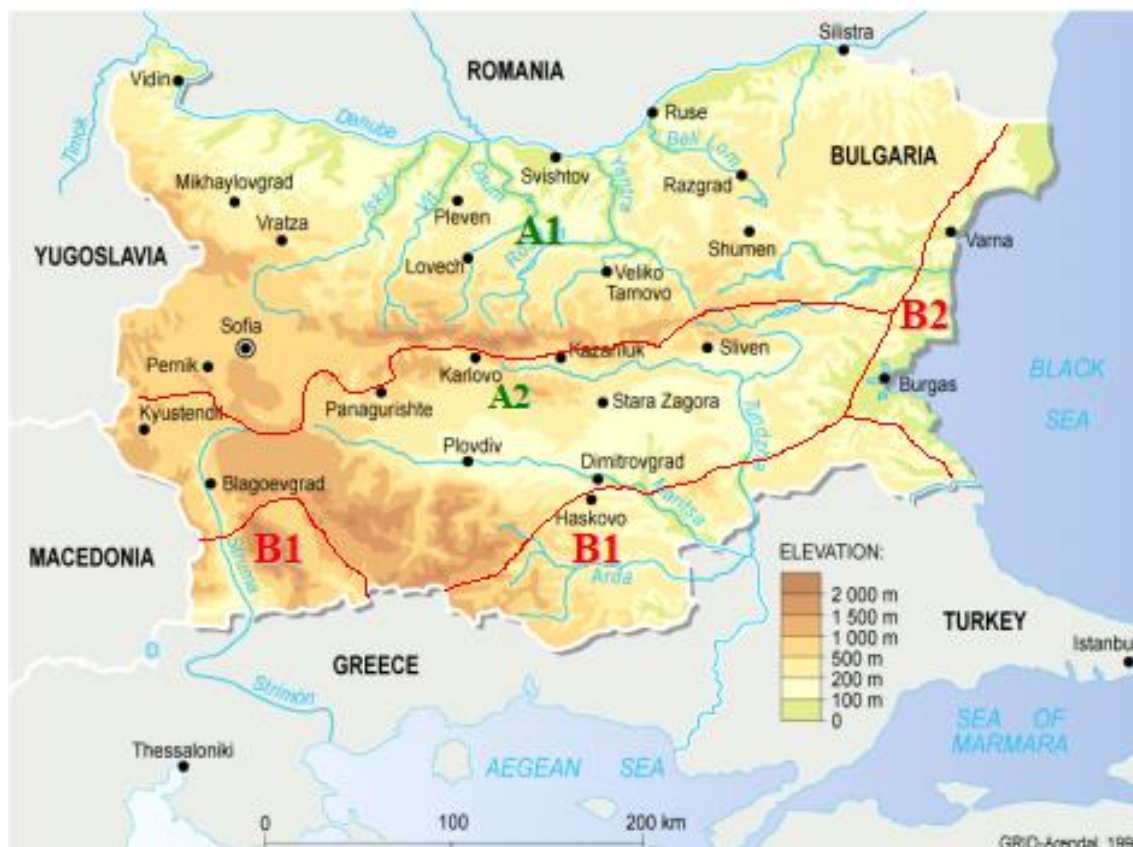 Silistra
ROMANIA
Vidin
Ruse
Timok
Danube
Beli Lom
BULGARIA
Mikhaylovgrad
Iskur
Vit
Osum
Svishtov
Yantra
Razgrad
Pleven
Vratza
A1
Shumen
Varna
YUGOSLAVIA
Lovech
Veliko
Tarnovo
B2
Sofia
Kazanluk
Sliven
Pernik
Karlovo
BLACK
SEA
Burgas
A2
Panagurishte
Stara Zagora
Kyustendil
Tundzha
Plovdiv
Dimitrovgrad
Blagoevgrad
Maritsa
Haskovo
MACEDONIA
B1
B1
Struma
Arda
ELEVATION:
2 000 m
1 500 m
1 000 m
500 m
200 m
100 m
0
TURKEY
Istanbu
GREECE
Strimon
SEA OF
MARMARA
Thessaloniki
AEGEAN SEA
0 100 200 km